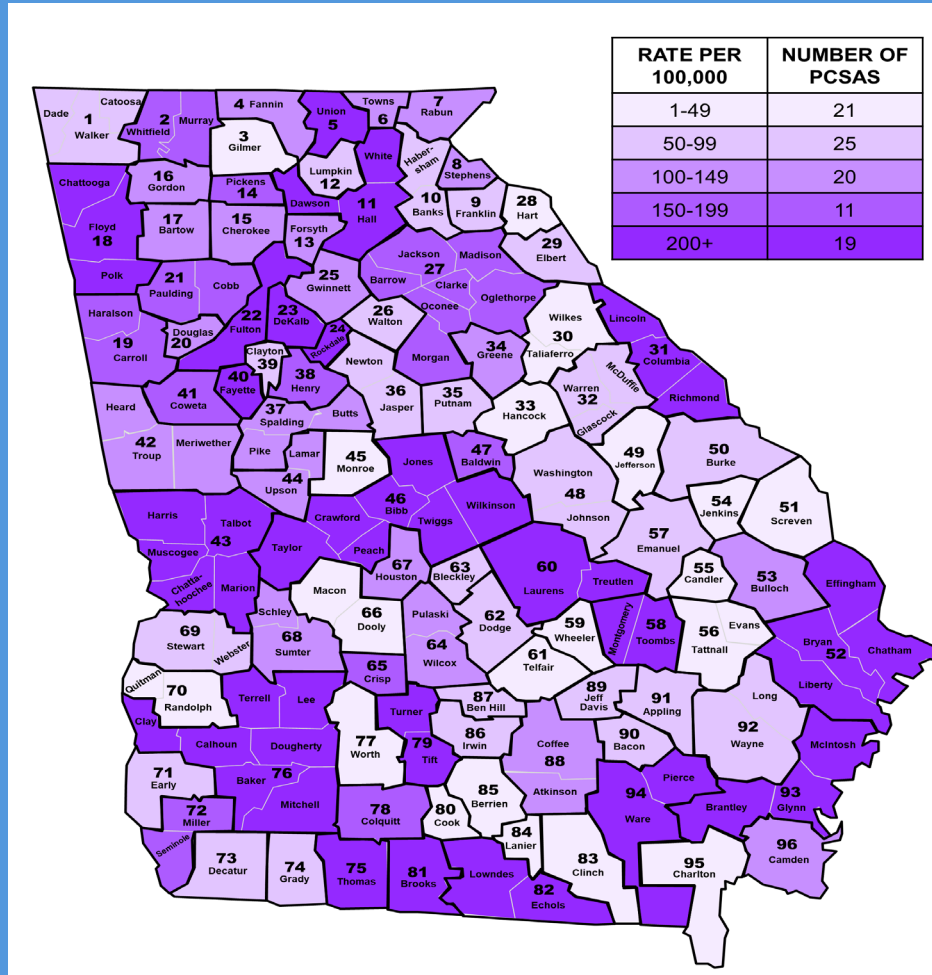 RATE PER 100,000
NUMBER OF PCSAS
1-49 21
50-99 25
100-149 20
150-199 11
200+ 19
Dade
Catoosa
1
Walker
2
Whitfield
Murray
4 Fannin
3
Gilmer
Union
5
Towns
6
7
Rabun
White
Haber-
sham
8
Stephens
Chattooga
16
Gordon
Pickens
14
Lumpkin
12
Dawson
11
Hall
10
Banks
9
Franklin
28
Hart
Floyd
18
17
Bartow
15
Cherokee
Forsyth
13
29
Elbert
Polk
21
Paulding
Cobb
25
Gwinnett
Jackson
27
Madison
Barrow
Clarke
Oconee
Oglethorpe
Haralson
19
Carroll
Douglas
20
22
Fulton
23
DeKalb
24
Rockdale
26
Walton
Morgan
34
Greene
Wilkes
30
Taliaferro
Lincoln
31
Columbia
Richmond
Clayton
39
40
Fayette
38
Henry
Newton
36
Jasper
35
Putnam
33
Hancock
Warren
32
McDuffie
Glascock
Heard
41
Coweta
37
Spalding
Butts
42
Troup
Meriwether
Pike
Lamar
44
Upson
45
Monroe
Jones
47
Baldwin
Washington
48
Johnson
49
Jefferson
50
Burke
54
Jenkins
51
Screven
Harris
Talbot
43
Muscogee
Chatta-
hoochee
Marion
Taylor
Crawford
46
Bibb
Peach
Twiggs
Wilkinson
57
Emanuel
55
Candler
53
Bulloch
Effingham
Macon
67
Houston
63
Bleckley
60
Laurens
Treutlen
66
Dooly
Schley
68
Sumter
Pulaski
64
Wilcox
62
Dodge
59
Wheeler
Montgomery
58
Toombs
56
Tattnall
Evans
Bryan
52
Chatham
Liberty
69
Stewart
Webster
65
Crisp
61
Telfair
Quitman
70
Randolph
Terrell
Lee
Turner
87
Ben Hill
89
Jeff
Davis
91
Appling
Long
92
Wayne
Clay
Calhoun
Dougherty
77
Worth
79
Tift
86
Irwin
Coffee
88
Atkinson
90
Bacon
McIntosh
71
Early
Baker
76
Mitchell
72
Miller
78
Colquitt
80
Cook
85
Berrien
Pierce
94
Ware
Brantley
93
Glynn
Seminole
73
Decatur
74
Grady
75
Thomas
81
Brooks
Lowndes
84
Lanier
83
Clinch
82
Echols
95
Charlton
96
Camden